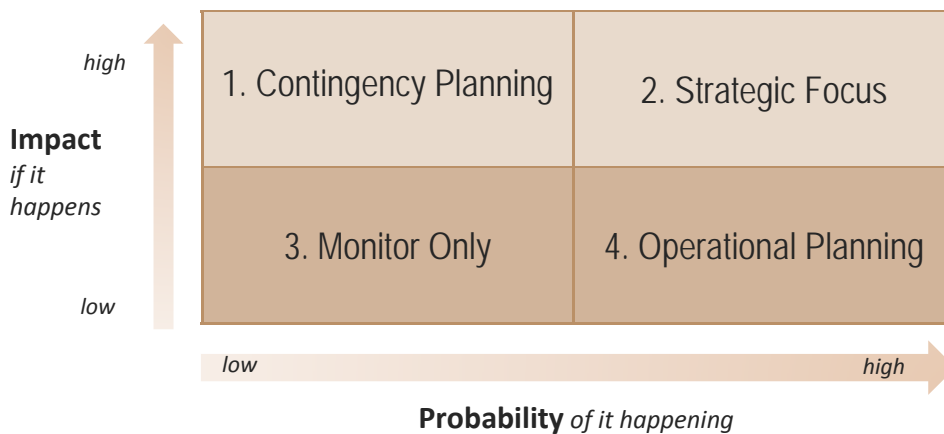 high
1. Contingency Planning
2. Strategic Focus
Impact
if it
happens
3. Monitor Only
4. Operational Planning
low
low
high
Probability of it happening